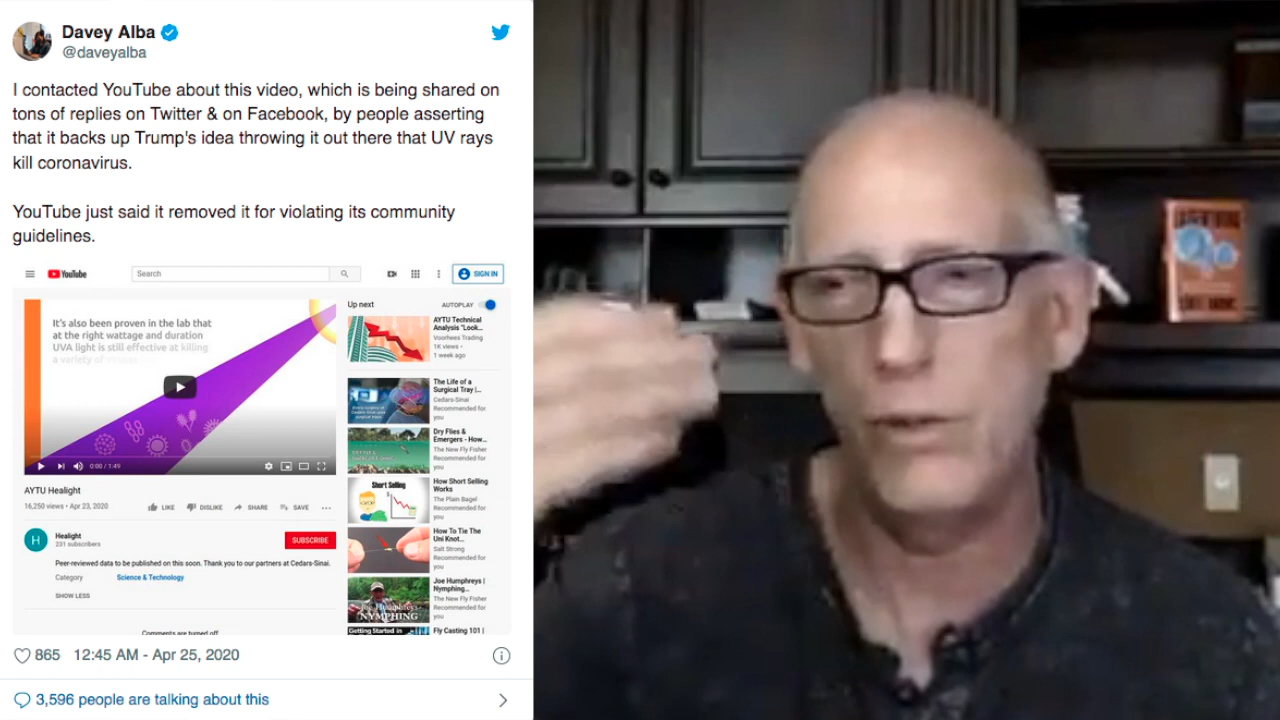 Davey Alba
@daveyalba
I contacted YouTube about this video, which is being shared on
tons of replies on Twitter & on Facebook, by people asserting
that it backs up Trump's idea throwing it out there that UV rays
kill coronavirus.
YouTube just said it removed it for violating its community
guidelines.
YouTube
Search
SIGN IN
It's also been proven in the lab that
at the right wattage and duration
UVA light is still effective at killing
a variety of
0:00 / 1:49
AYTU Healight
16,250 views • Apr 23, 2020
LIKE
DISLIKE
SHARE
SAVE
H
Healight
231 subscribers
SUBSCRIBE
Peer-reviewed data to be published on this soon. Thank you to our partners at Cedars-Sinai.
Category
Science & Technology
SHOW LESS
Comments are turned off
Up next
AUTOPLAY
AYTU Technical
Analysis "Look...
Voorhees Trading
1K views •
1 week ago
The Life of a
Surgical Tray |...
Cedars-Sinai
Recommended for
you
Dry Flies &
Emergers - How...
The New Fly Fisher
Recommended for
you
Short Selling
How Short Selling
Works
The Plain Bagel
Recommended for
you
How To Tie The
Uni Knot...
Salt Strong
Recommended for
you
Joe Humphreys
NYMPHING
Joe Humphreys |
Nymphing...
The New Fly Fisher
Recommended for
you
Getting Started in
Fly Casting 101 |
865
12:45 AM - Apr 25, 2020
3,596 people are talking about this